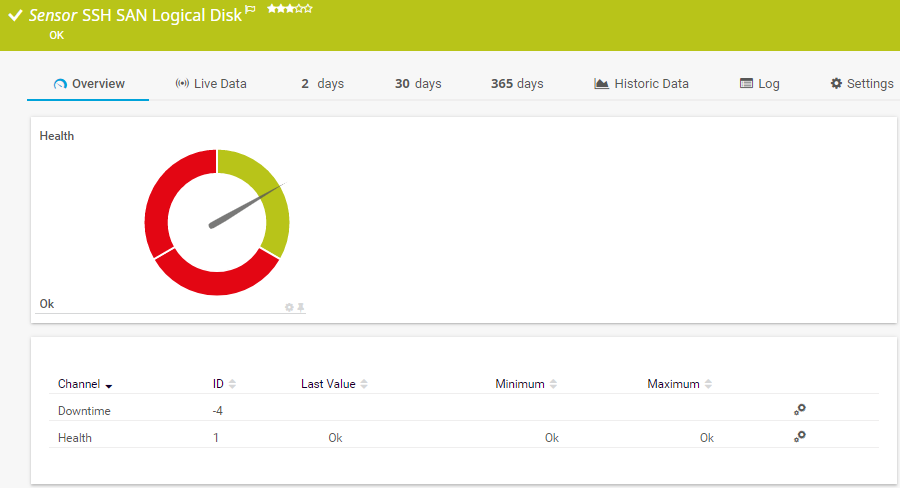 Sensor SSH SAN Logical Disk
OK
Overview Live Data 2 days 30 days 365 days Historic Data Log Settings
Health
Ok
Channel ID Last Value Minimum Maximum
Downtime -4
Health 1 Ok Ok Ok